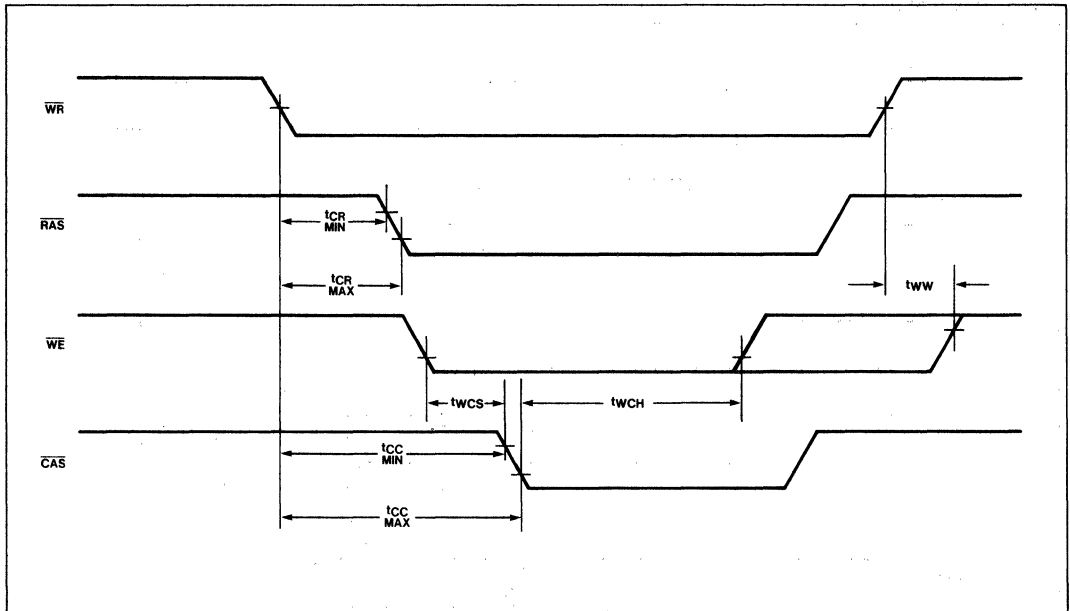 WR
RAS
tCR
MIN
tCR
MAX
tWW
WE
tWCS
tWCH
CAS
tCC
MIN
tCC
MAX